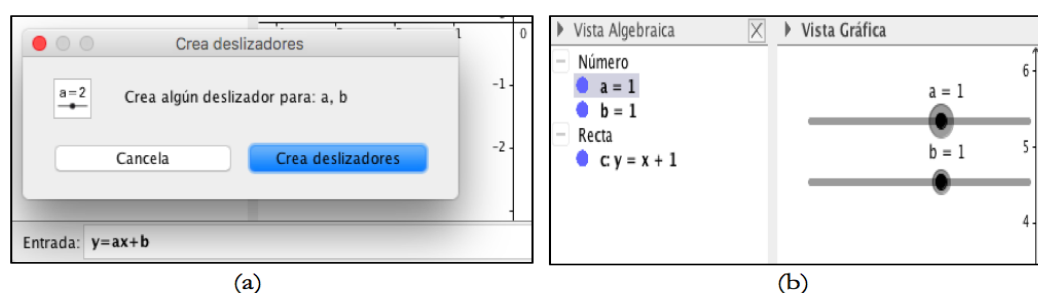 Crea deslizadores
a=2
Crea algún deslizador para: a, b
Cancela
Crea deslizadores
1
0
-1
-2
Entrada: y=ax+b
(a)
Vista Algebraica
Número
a = 1
b = 1
Recta
c: y = x + 1
Vista Gráfica
a = 1
b = 1
6
5
4
(b)